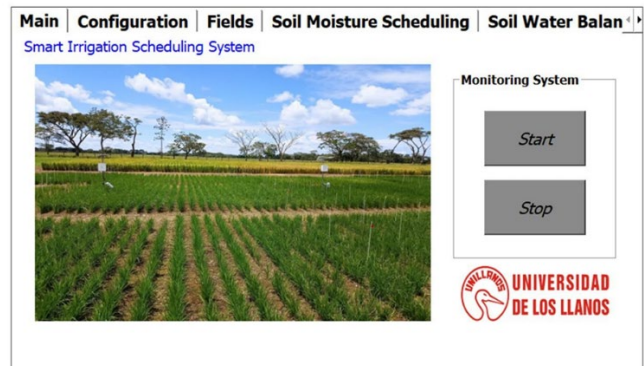 Main Configuration Fields Soil Moisture Scheduling Soil Water Balan
Smart Irrigation Scheduling System
Monitoring System
Start
Stop
UNILLANOS
UNIVERSIDAD
DE LOS LLANOS